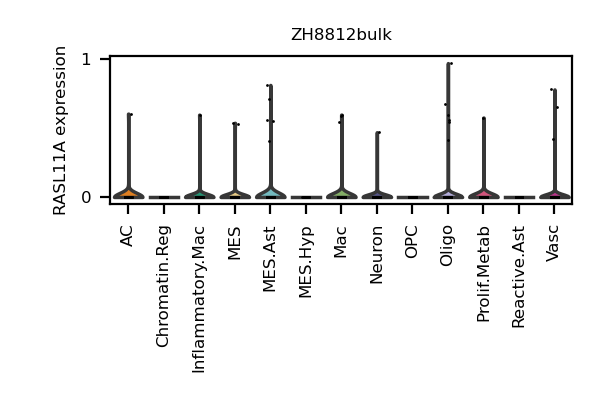 ZH8812bulk
RASL11A expression
1
0
AC
Chromatin.Reg
Inflammatory.Mac
MES
MES.Ast
MES.Hyp
Mac
Neuron
OPC
Oligo
Prolif.Metab
Reactive.Ast
Vasc